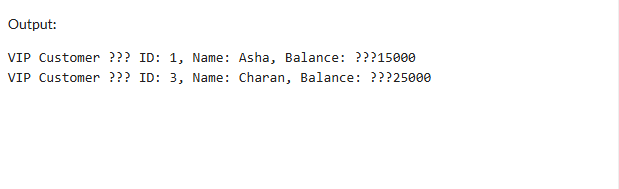 Output:
VIP Customer ??? ID: 1, Name: Asha, Balance: ???15000
VIP Customer ??? ID: 3, Name: Charan, Balance: ???25000